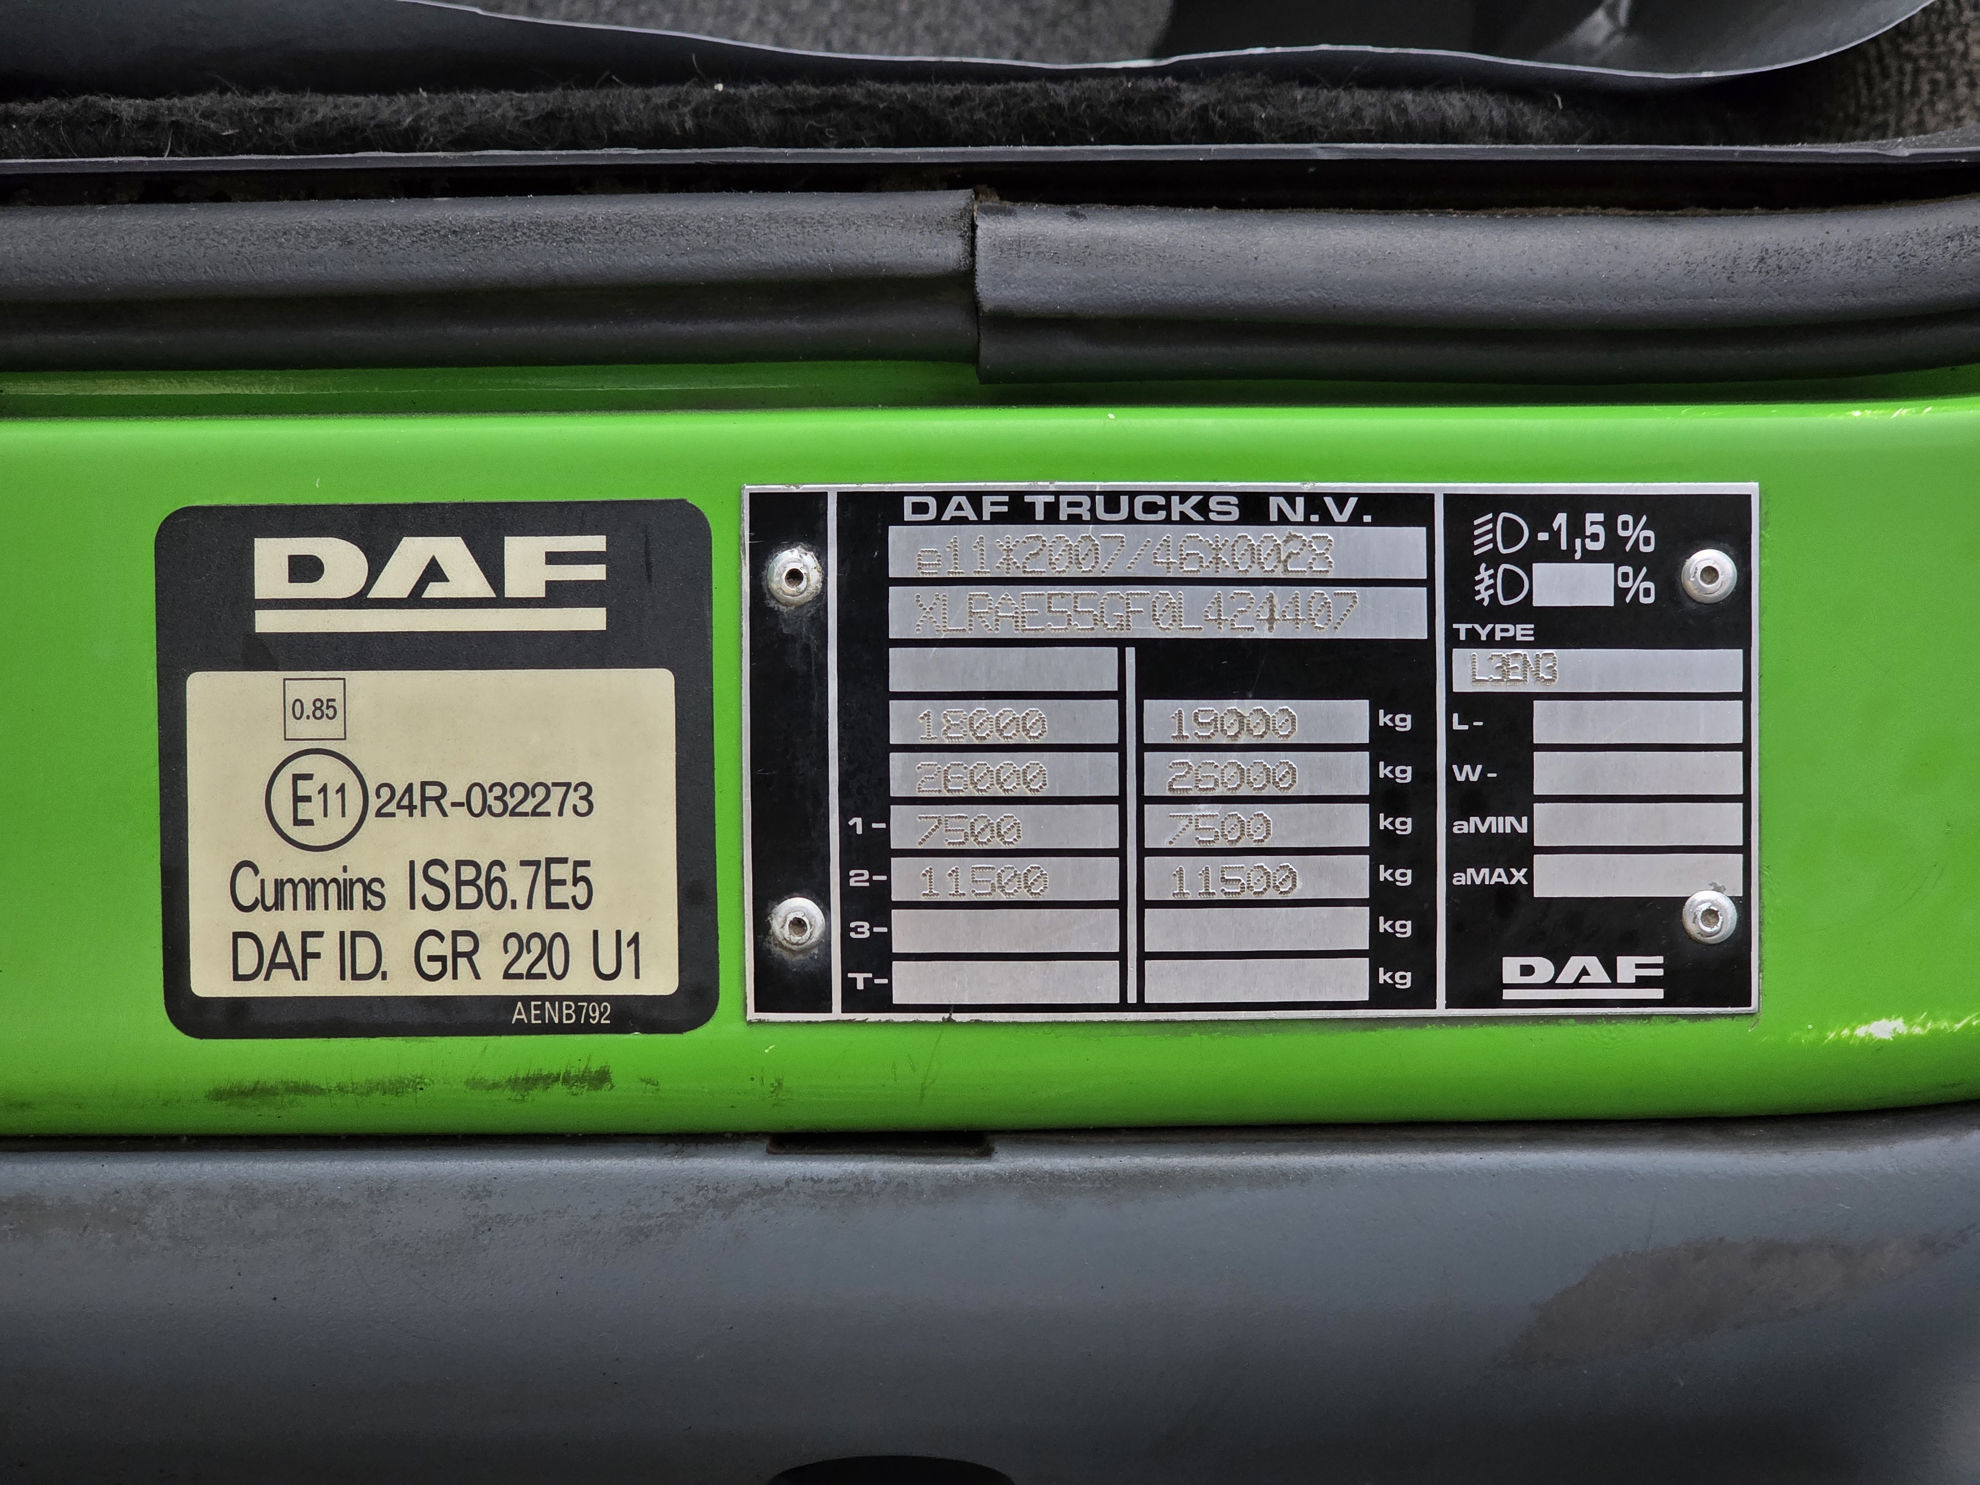 DAF
0.85
E11 24R-032273
Cummins ISB6.7E5
DAF ID. GR 220 U1
AENB792
DAF TRUCKS N.V.
e11*2007/46*0028
XLRAE55GF0L424407
18000 19000 kg
26000 26000 kg
1- 7500 7500 kg
2- 11500 11500 kg
3- kg
T- kg
-1,5 %
%
TYPE
L3EN3
L-
W-
aMIN
aMAX
DAF